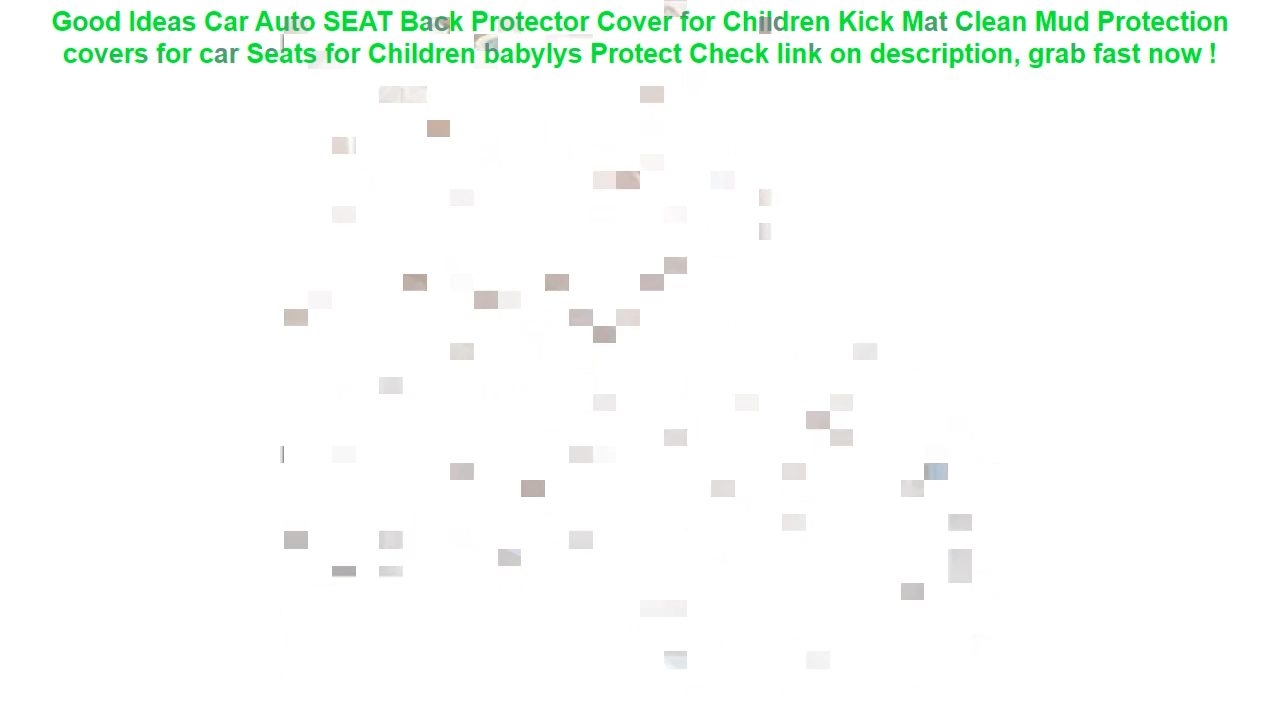 Good Ideas Car Auto SEAT Back Protector Cover for Children Kick Mat Clean Mud Protection
covers for car Seats for Children babylys Protect Check link on description, grab fast now !